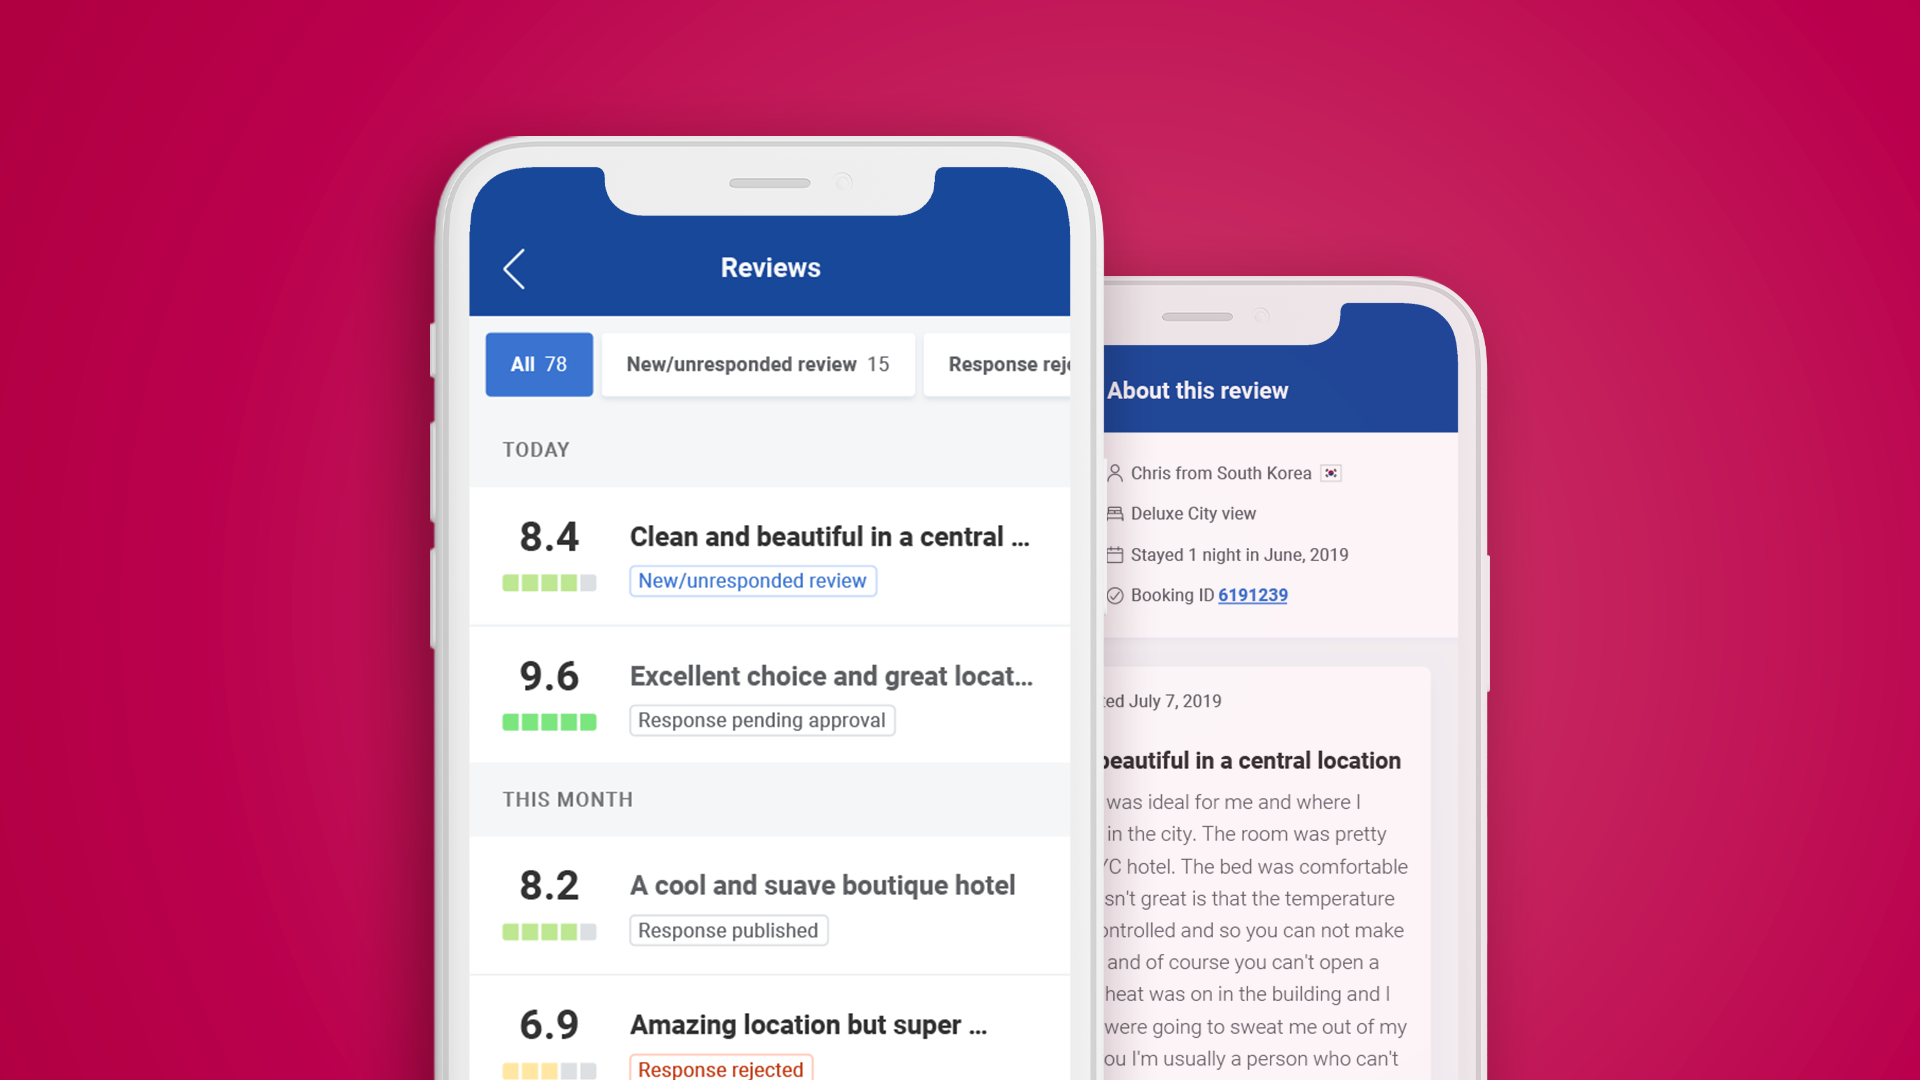 Reviews
All 78
New/unresponded review 15
Response
TODAY
8.4
Clean and beautiful in a central ...
New/unresponded review
9.6
Excellent choice and great locat...
Response pending approval
THIS MONTH
8.2
A cool and suave boutique hotel
Response published
6.9
Amazing location but super ...
Response rejected
About this review
Chris from South Korea
Deluxe City view
Stayed 1 night in June, 2019
Booking ID 6191239
July 7, 2019
beautiful in a central location
was ideal for me and where I
in the city. The room was pretty
hotel. The bed was comfortable
great is that the temperature
and so you can not make
and of course you can't open a
heat was on in the building and I
were going to sweat me out of my
I'm usually a person who can't